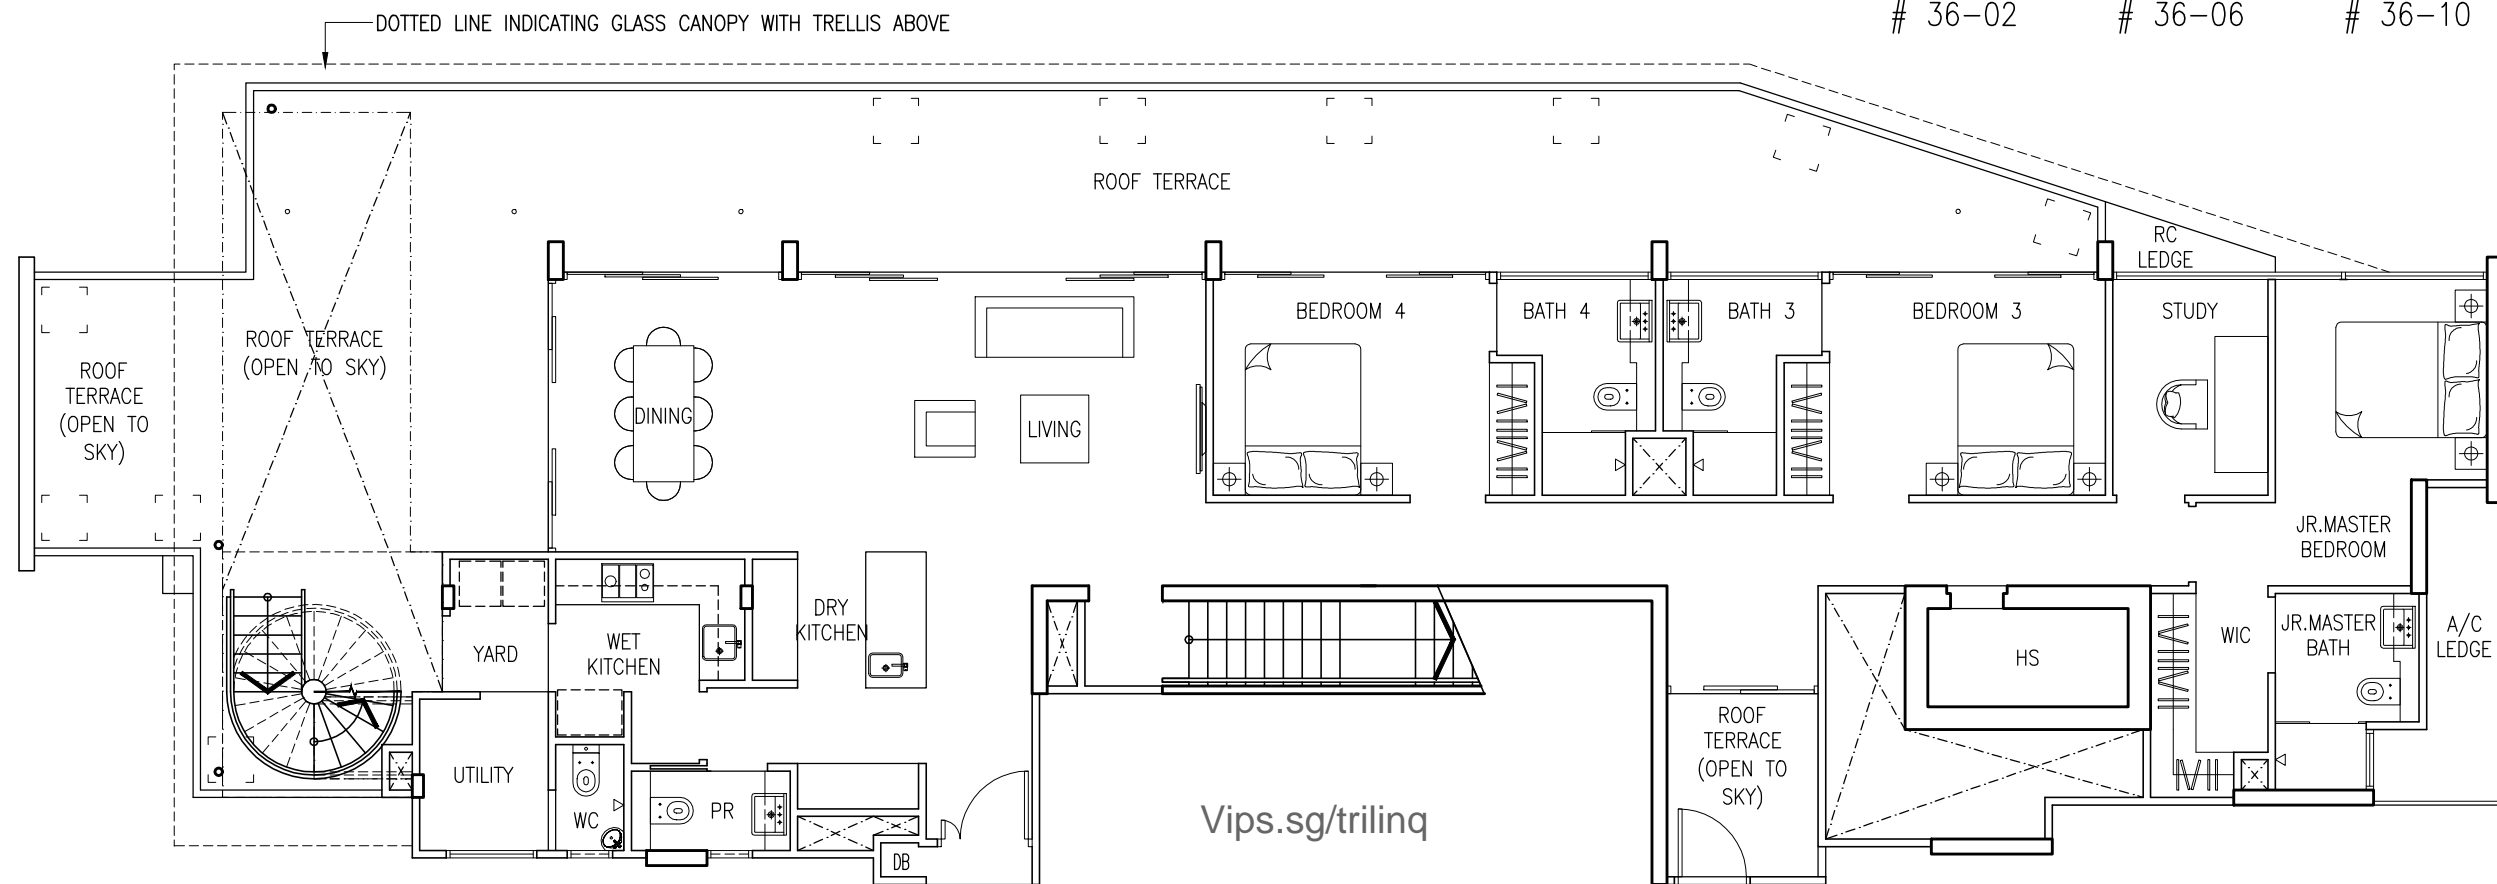 DOTTED LINE INDICATING GLASS CANOPY WITH TRELLIS ABOVE
# 36-02
# 36-06
# 36-10
ROOF TERRACE
RC
LEDGE
ROOF TERRACE
(OPEN TO SKY)
ROOF
TERRACE
(OPEN TO
SKY)
BEDROOM 4
BATH 4
BATH 3
BEDROOM 3
STUDY
DINING
LIVING
JR.MASTER
BEDROOM
DRY
KITCHEN
YARD
WET
KITCHEN
HS
WIC
JR.MASTER
BATH
A/C
LEDGE
UTILITY
WC
PR
DB
ROOF
TERRACE
(OPEN TO
SKY)
Vips.sg/trilinq